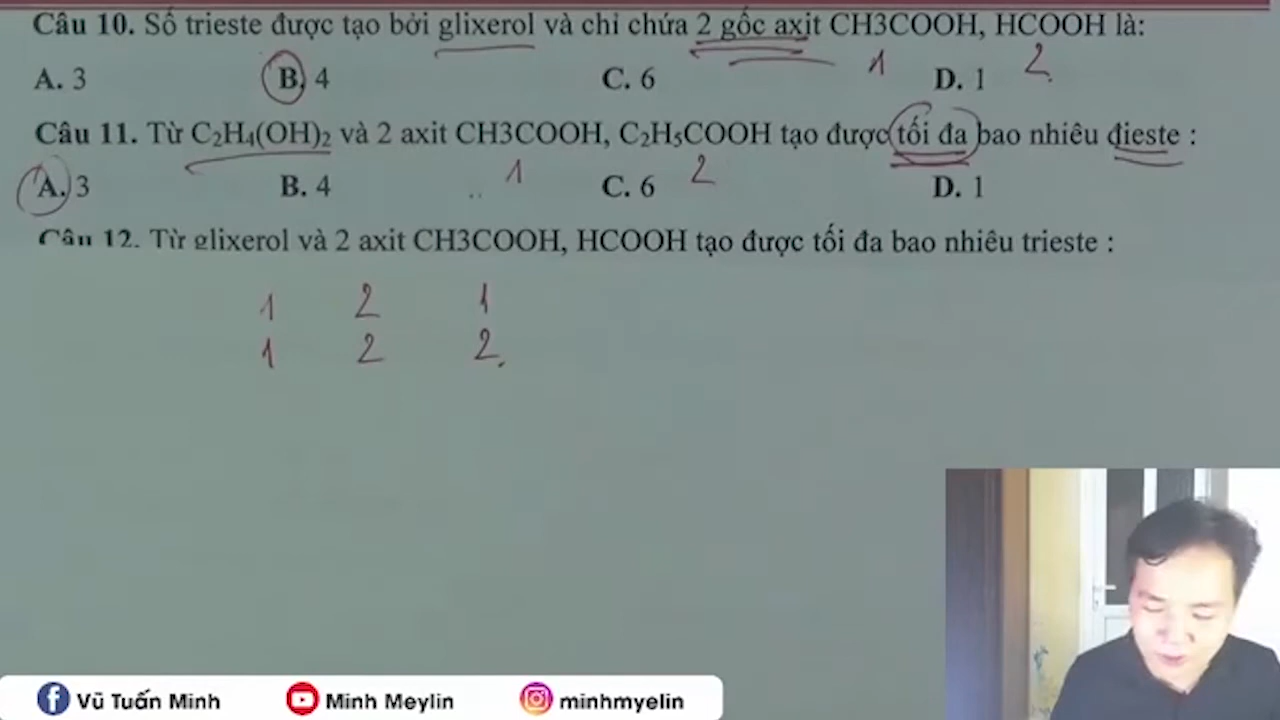 Câu 10. Số trieste được tạo bởi glixerol và chỉ chứa 2 gốc axit CH3COOH, HCOOH là:
1 2
A. 3 B. 4 C. 6 D. 1
Câu 11. Từ C₂H₄(OH)₂ và 2 axit CH3COOH, C₂H₅COOH tạo được tối đa bao nhiêu đieste :
1 2
A. 3 B. 4 C. 6 D. 1
Câu 12. Từ glixerol và 2 axit CH3COOH, HCOOH tạo được tối đa bao nhiêu trieste :
1 2 1
1 2 2.
Vũ Tuấn Minh Minh Meylin minhmyelin